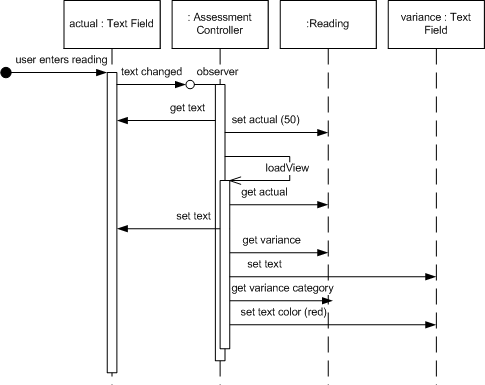 actual : Text Field
: Assessment
Controller
:Reading
variance : Text
Field
user enters reading
text changed
observer
get text
set actual (50)
loadView
get actual
set text
get variance
set text
get variance category
set text color (red)